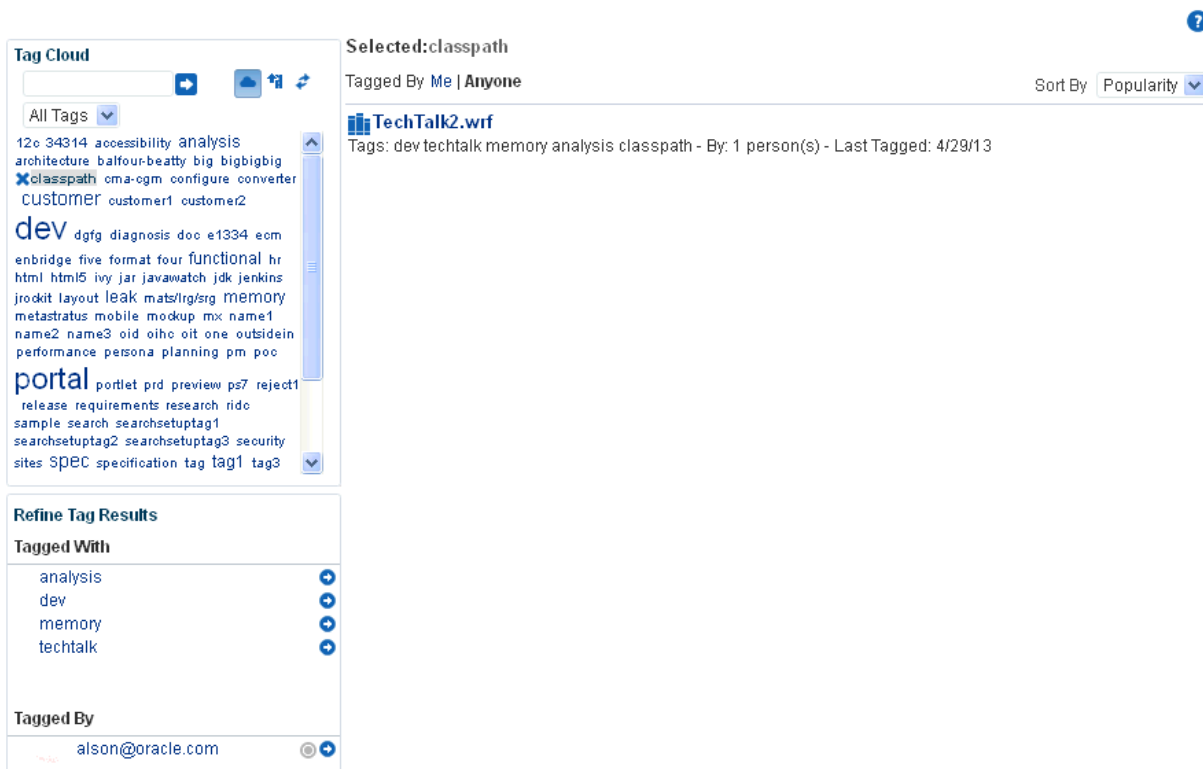 Tag Cloud
All Tags
12c 34314 accessibility analysis
architecture balfour-beatty big bigbigbig
classpath cma-cgm configure converter
customer customer1 customer2
dev dgfg diagnosis doc e1334 ecm
enbridge five format four functional hr
html html5 ivy jar javawatch jdk jenkins
jrockit layout leak mats/lrg/srg memory
metastratus mobile mockup mx name1
name2 name3 oid oihc oit one outsidein
performance persona planning pm poc
portal portlet prd preview ps7 reject1
release requirements research ridc
sample search searchsetuptag1
searchsetuptag2 searchsetuptag3 security
sites spec specification tag tag1 tag3
Refine Tag Results
Tagged With
analysis
dev
memory
techtalk
Tagged By
alson@oracle.com
?
Selected:classpath
Tagged By Me | Anyone
Sort By Popularity
TechTalk2.wrf
Tags: dev techtalk memory analysis classpath - By: 1 person(s) - Last Tagged: 4/29/13